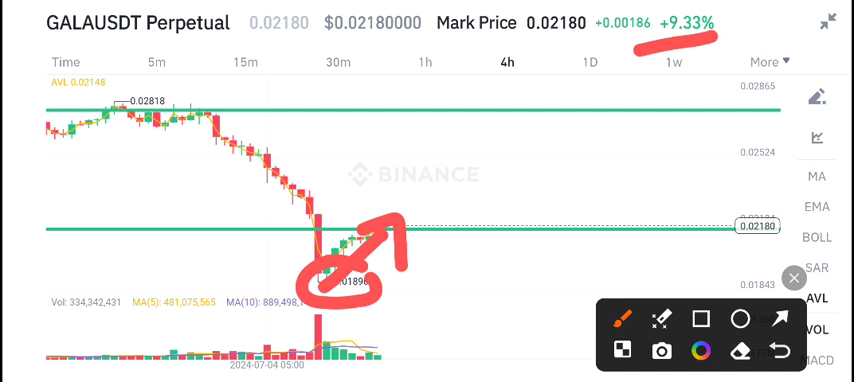 GALAUSDT Perpetual 0.02180 $0.02180000 Mark Price 0.02180 +0.00186 +9.33%
Time 5m 15m 30m 1h 4h 1D 1w More
AVL 0.02148
0.02865
0.02818
0.02524
BINANCE
MA
EMA
0.02180
BOLL
SAR
0.01843
AVL
Vol: 334,342,431 MA(5): 481,075,565 MA(10): 889,498,1
VOL
MACD
2024-07-04 05:00